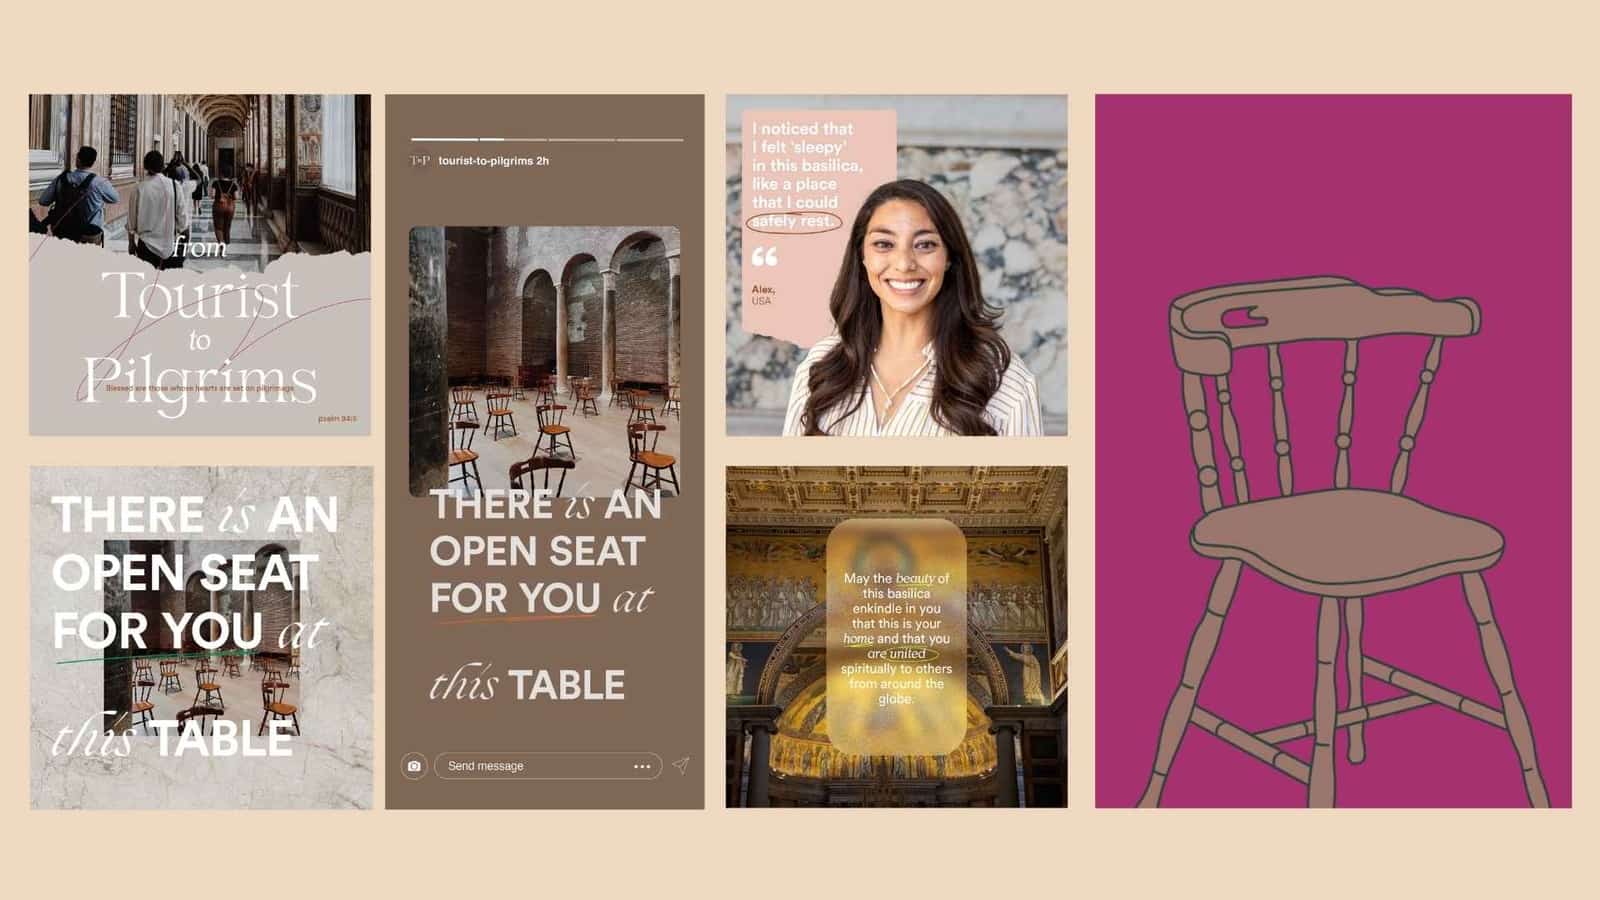 from
Tourist
to
Pilgrims
Blessed are those whose hearts are set on pilgrimage.
psalm 84:5
THERE is AN
OPEN SEAT
FOR YOU at
this TABLE
T>P tourist-to-pilgrims 2h
THERE is AN
OPEN SEAT
FOR YOU at
this TABLE
Send message
I noticed that
I felt 'sleepy'
in this basilica,
like a place
that I could
safely rest.
“
Alex,
USA
May the beauty of
this basilica
enkindle in you
that this is your
home and that you
are united
spiritually to others
from around the
globe.